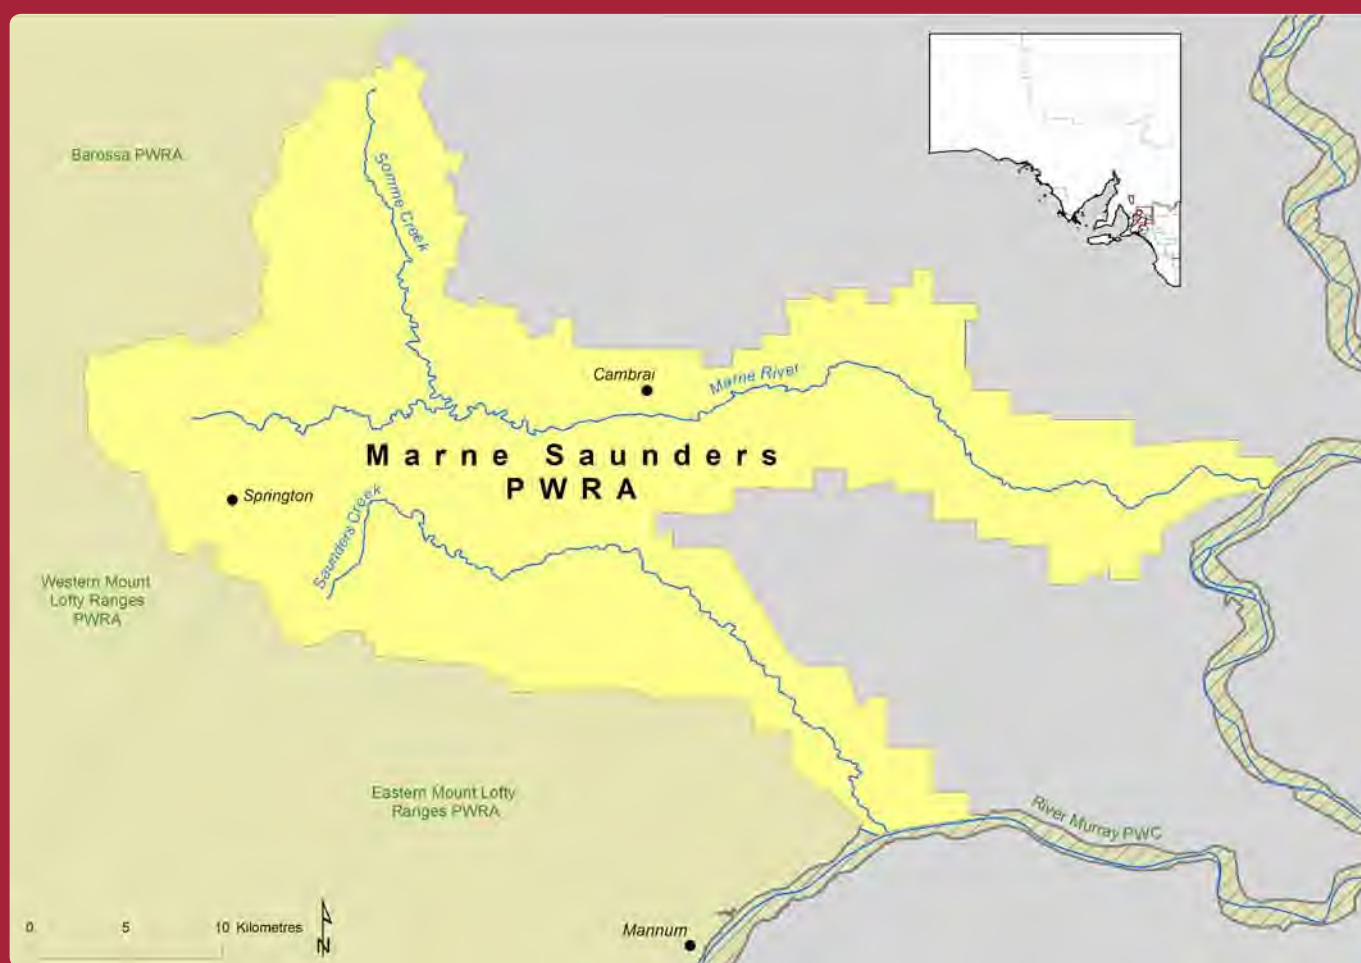 Barossa PWRA
Somme Creek
Cambrai
Marne River
Marne Saunders
PWRA
Springton
Saunders Creek
Western Mount
Lofty Ranges
PWRA
Eastern Mount Lofty
Ranges PWRA
River Murray PWC
Mannum
0 5 10 Kilometres
N